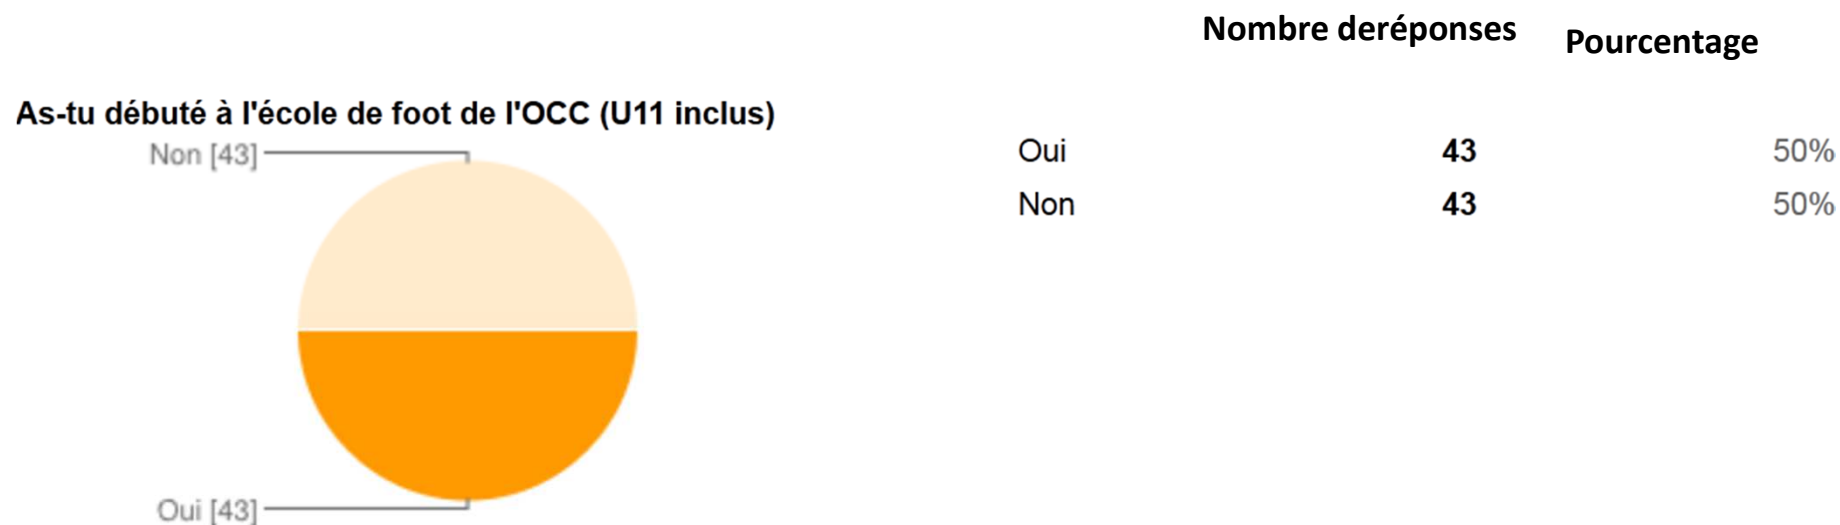 Nombre deréponses Pourcentage
As-tu débuté à l'école de foot de l'OCC (U11 inclus)
Non [43]
Oui [43]
Oui 43 50%
Non 43 50%